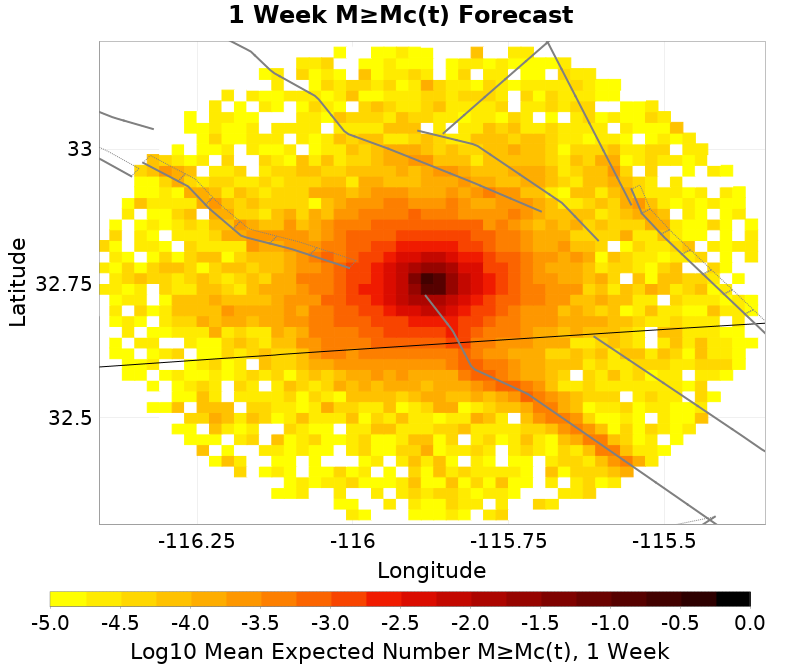 1 Week M≥Mc(t) Forecast
33
32.75
32.5
Latitude
-116.25 -116 -115.75 -115.5
Longitude
-5.0 -4.5 -4.0 -3.5 -3.0 -2.5 -2.0 -1.5 -1.0 -0.5 0.0
Log10 Mean Expected Number M≥Mc(t), 1 Week